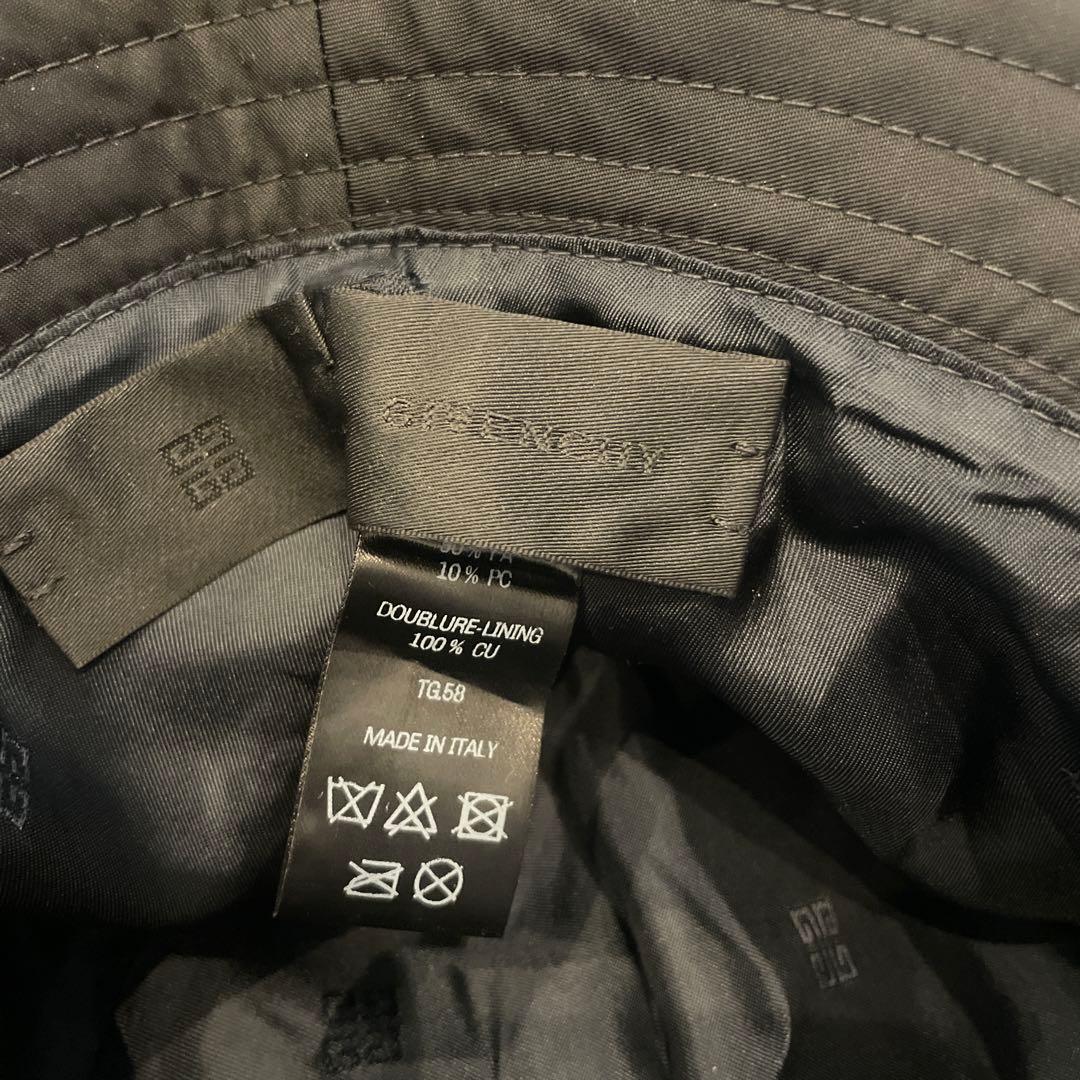 GIVENCHY
10% PC
DOUBLURE-LINING
100% CU
TG.58
MADE IN ITALY